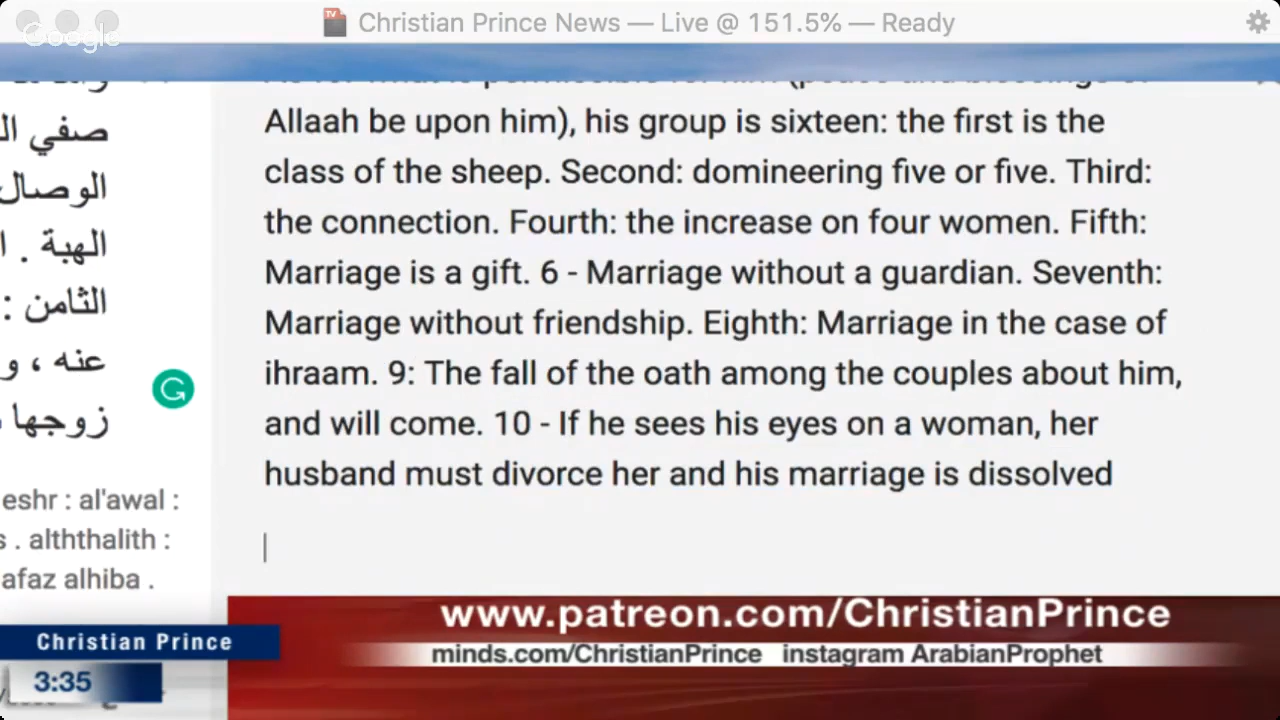 Christian Prince News — Live @ 151.5% — Ready
Google
Allaah be upon him), his group is sixteen: the first is the
class of the sheep. Second: domineering five or five. Third:
the connection. Fourth: the increase on four women. Fifth:
Marriage is a gift. 6 - Marriage without a guardian. Seventh:
Marriage without friendship. Eighth: Marriage in the case of
ihraam. 9: The fall of the oath among the couples about him,
and will come. 10 - If he sees his eyes on a woman, her
husband must divorce her and his marriage is dissolved
صفي
الوصال
الهبة .
الثامن :
عنه ، و
زوجها
eshr : al'awal :
s . alththalith :
afaz alhiba .
www.patreon.com/ChristianPrince
minds.com/ChristianPrince instagram ArabianProphet
Christian Prince
3:35